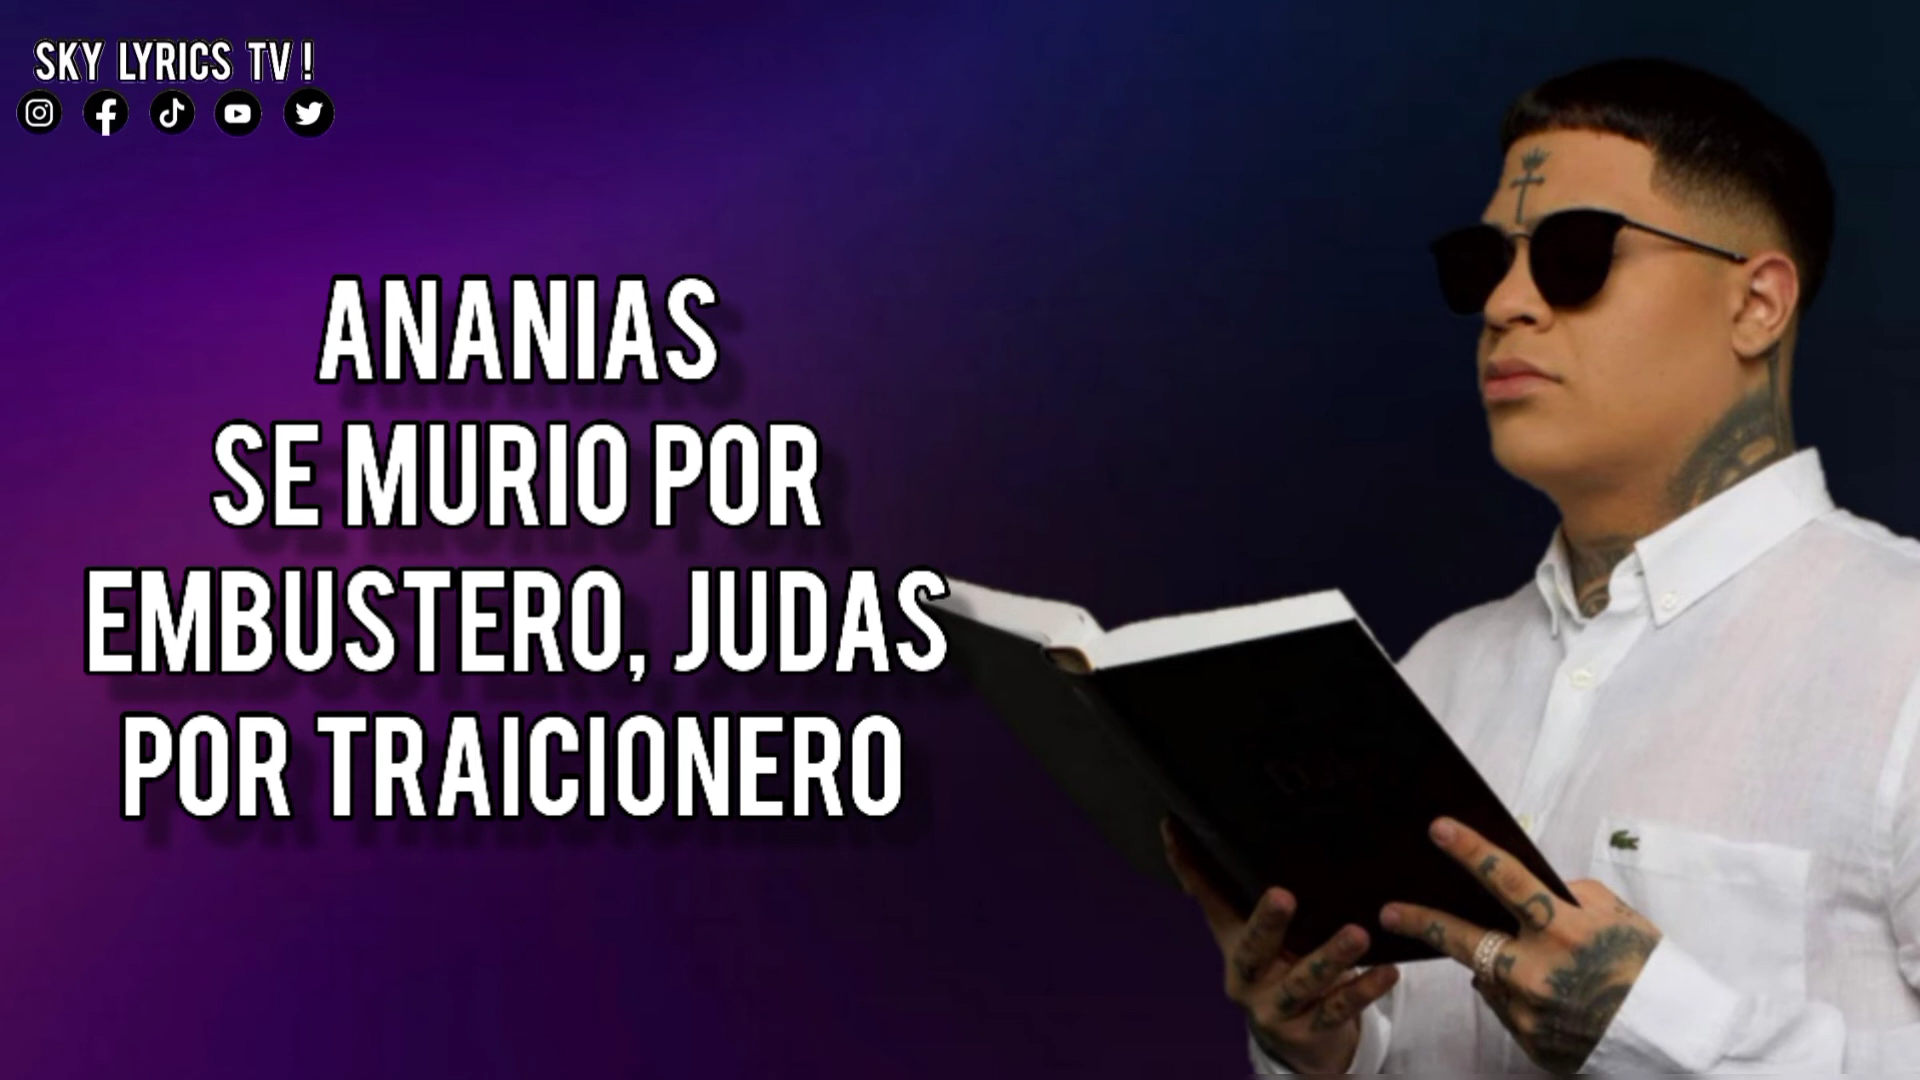 SKY LYRICS TV !
ANANIAS
SE MURIO POR
EMBUSTERO, JUDAS
POR TRAICIONERO